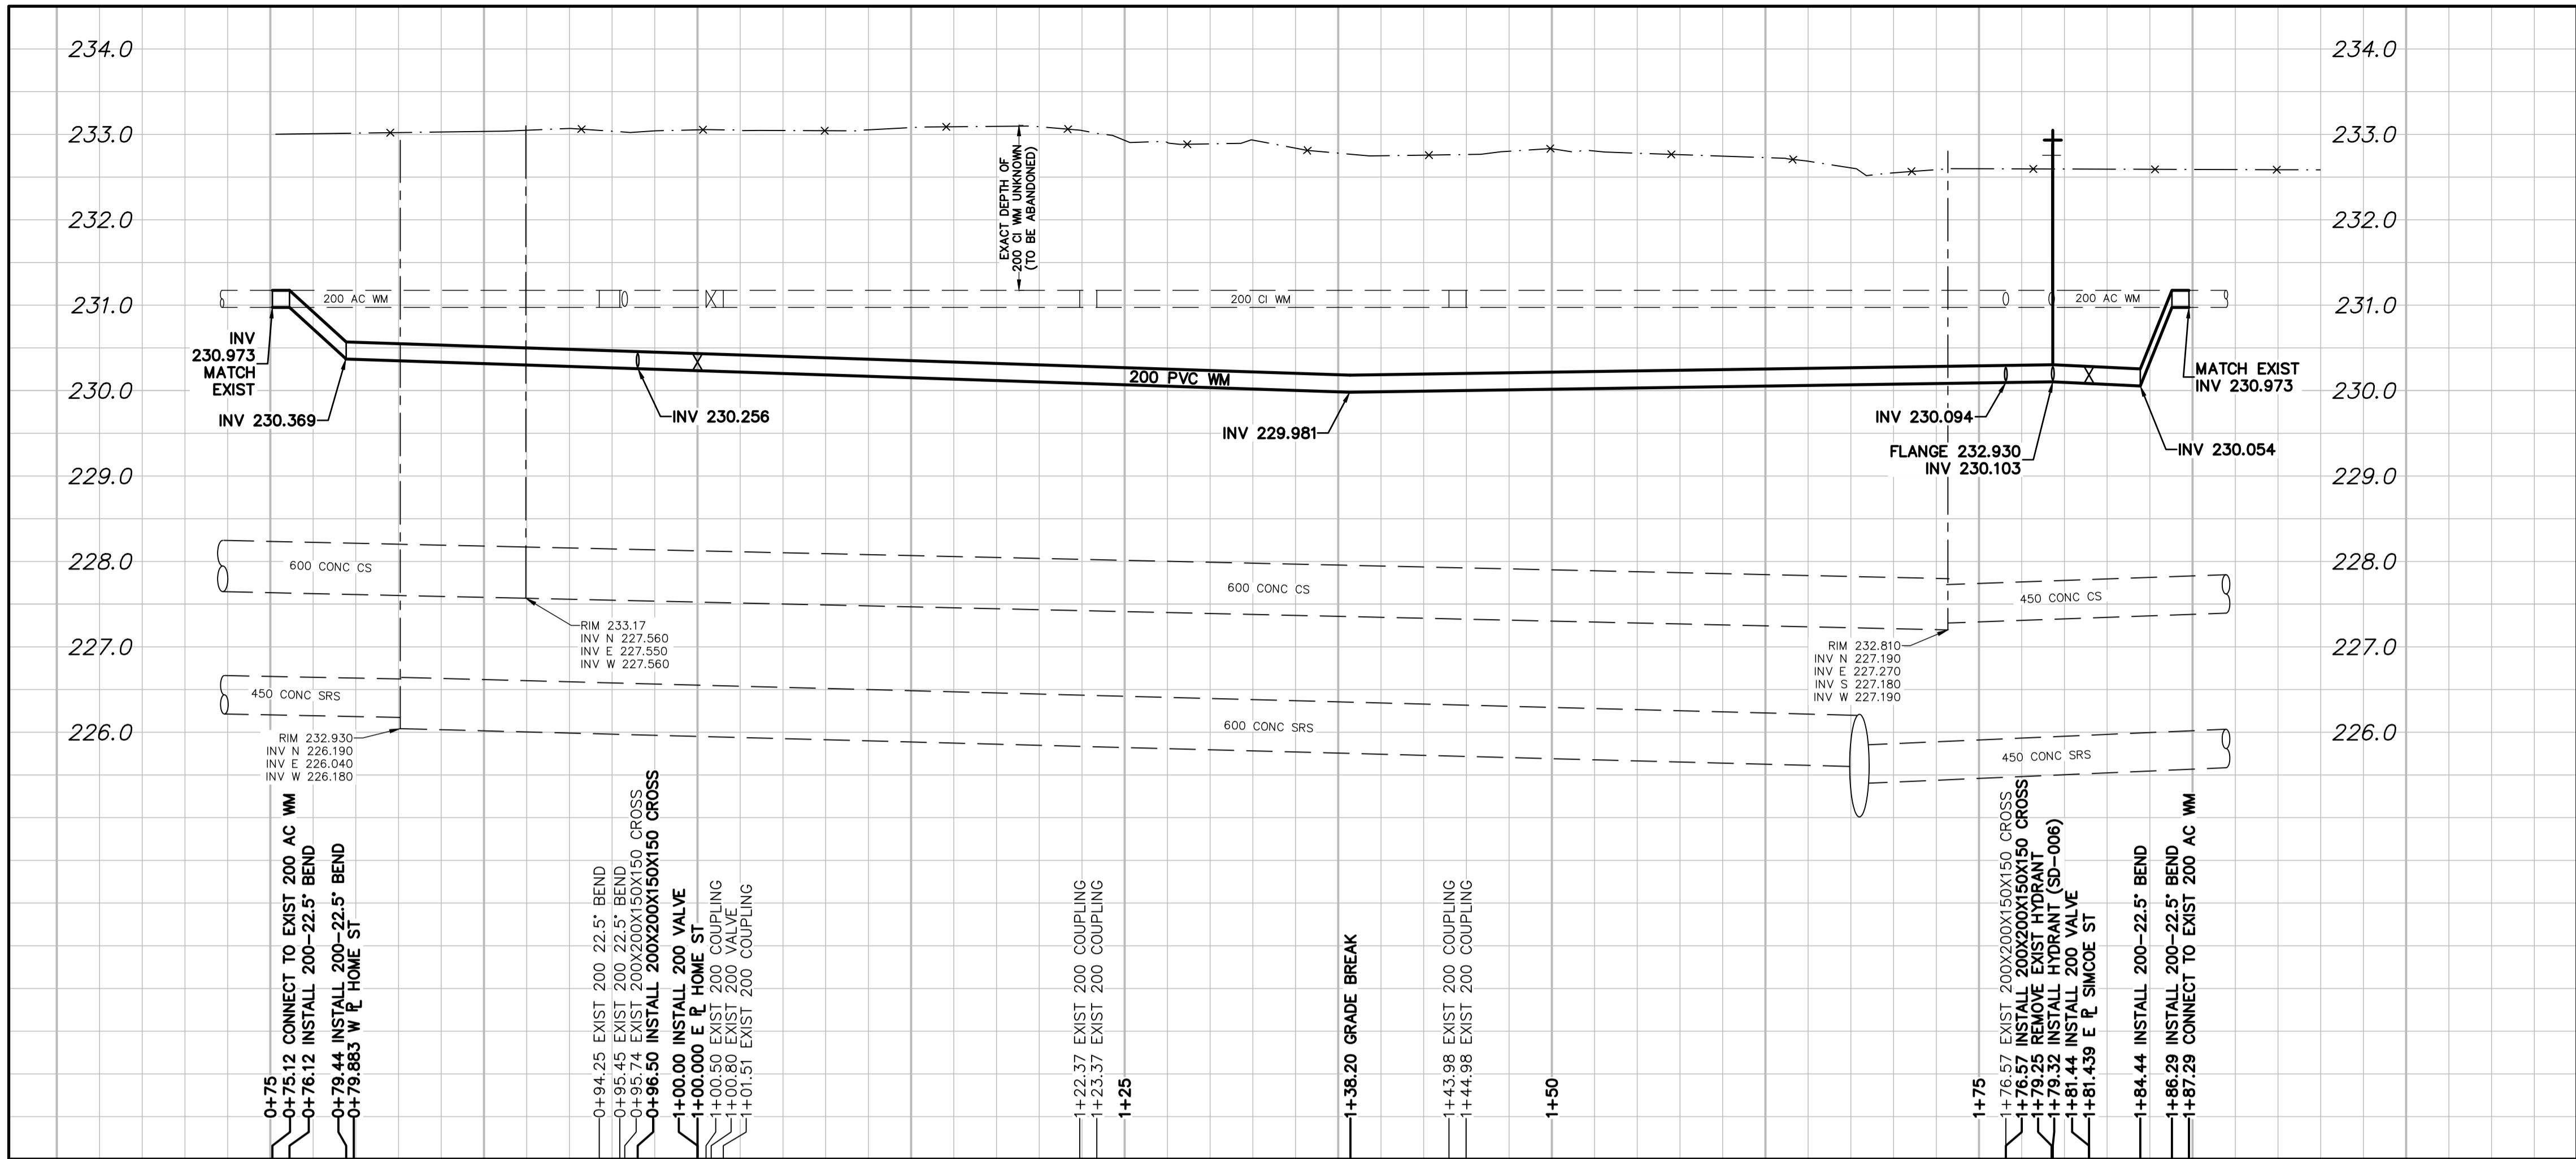 234.0
233.0
232.0
231.0
230.0
229.0
228.0
227.0
226.0
234.0
233.0
232.0
231.0
230.0
229.0
228.0
227.0
226.0
EXACT DEPTH OF
200 CI WM UNKNOWN
(TO BE ABANDONED)
200 AC WM
200 CI WM
200 AC WM
INV
230.973
MATCH
EXIST
INV 230.369
INV 230.256
200 PVC WM
INV 229.981
INV 230.094
FLANGE 232.930
INV 230.103
INV 230.054
MATCH EXIST
INV 230.973
600 CONC CS
600 CONC CS
450 CONC CS
RIM 233.17
INV N 227.560
INV E 227.550
INV W 227.560
RIM 232.810
INV N 227.190
INV E 227.270
INV S 227.180
INV W 227.190
450 CONC SRS
600 CONC SRS
450 CONC SRS
RIM 232.930
INV N 226.190
INV E 226.040
INV W 226.180
0+75
0+75.12 CONNECT TO EXIST 200 AC WM
0+76.12 INSTALL 200-22.5° BEND
0+79.44 INSTALL 200-22.5° BEND
0+79.883 W PL HOME ST
0+94.25 EXIST 200 22.5° BEND
0+95.45 EXIST 200 22.5° BEND
0+95.74 EXIST 200X200X150X150 CROSS
0+96.50 INSTALL 200X200X150X150 CROSS
1+00.00 INSTALL 200 VALVE
1+00.000 E PL HOME ST
1+00.50 EXIST 200 COUPLING
1+00.80 EXIST 200 VALVE
1+01.51 EXIST 200 COUPLING
1+22.37 EXIST 200 COUPLING
1+23.37 EXIST 200 COUPLING
1+25
1+38.20 GRADE BREAK
1+43.98 EXIST 200 COUPLING
1+44.98 EXIST 200 COUPLING
1+50
1+75
1+76.57 EXIST 200X200X150X150 CROSS
1+76.57 INSTALL 200X200X150X150 CROSS
1+79.25 REMOVE EXIST HYDRANT
1+79.32 INSTALL HYDRANT (SD-006)
1+81.44 INSTALL 200 VALVE
1+81.439 E PL SIMCOE ST
1+84.44 INSTALL 200-22.5° BEND
1+86.29 INSTALL 200-22.5° BEND
1+87.29 CONNECT TO EXIST 200 AC WM